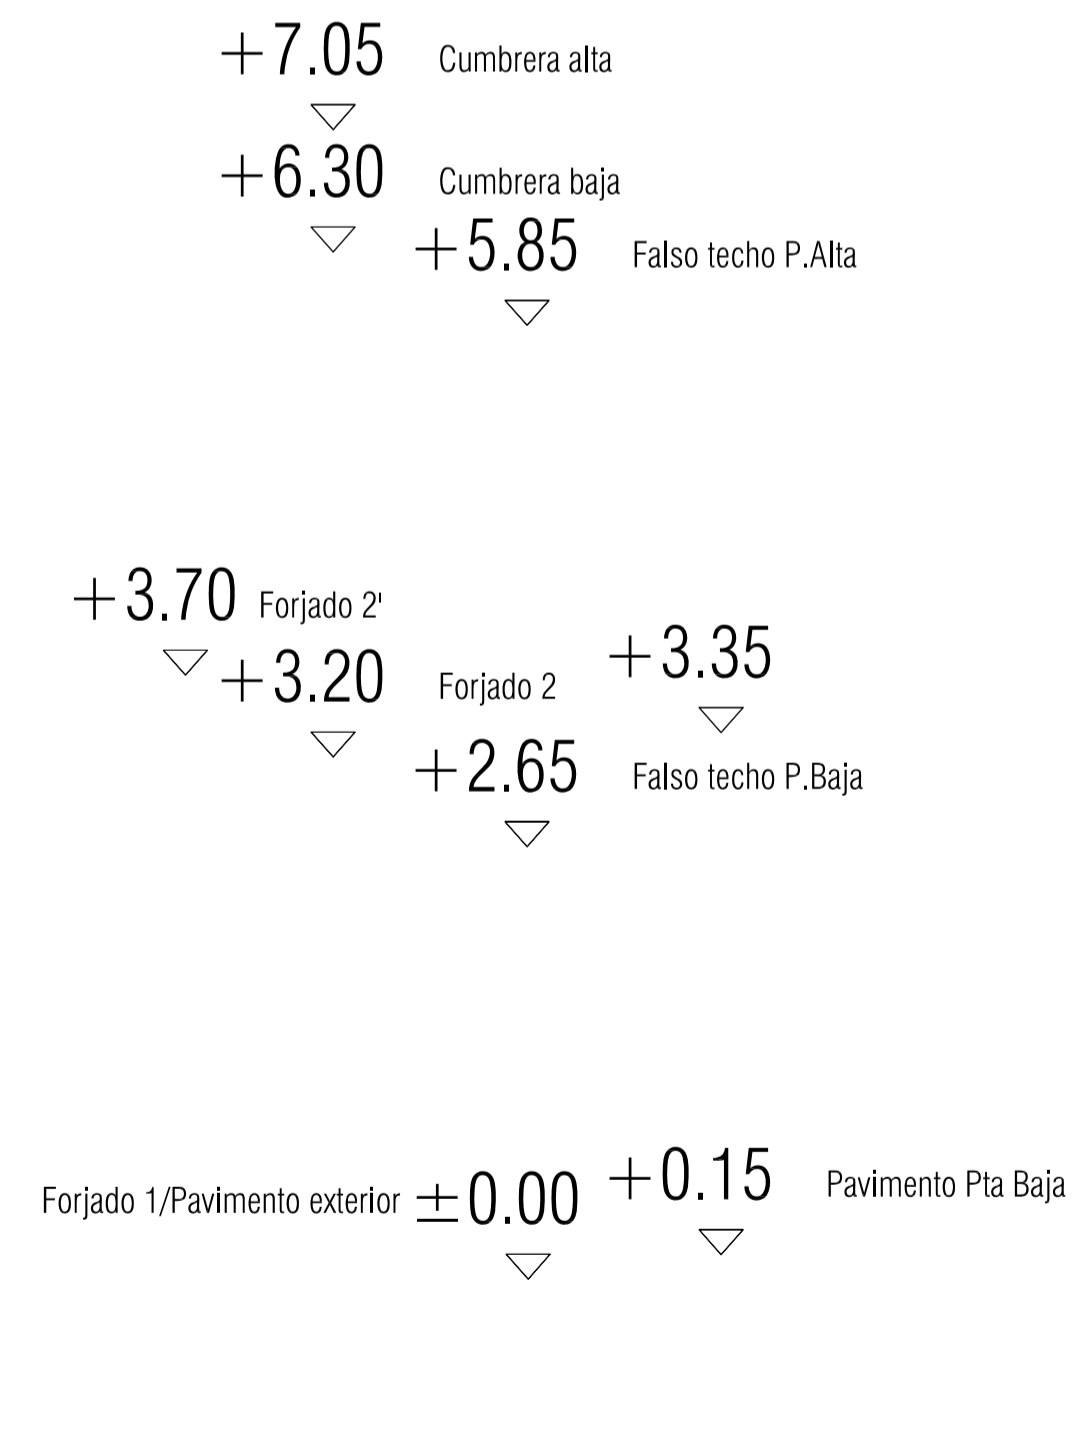 +7.05 Cumbrera alta
+6.30 Cumbrera baja
+5.85 Falso techo P.Alta
+3.70 Forjado 2'
+3.35
+3.20 Forjado 2
+2.65 Falso techo P.Baja
+0.15 Pavimento Pta Baja
Forjado 1/Pavimento exterior ±0.00